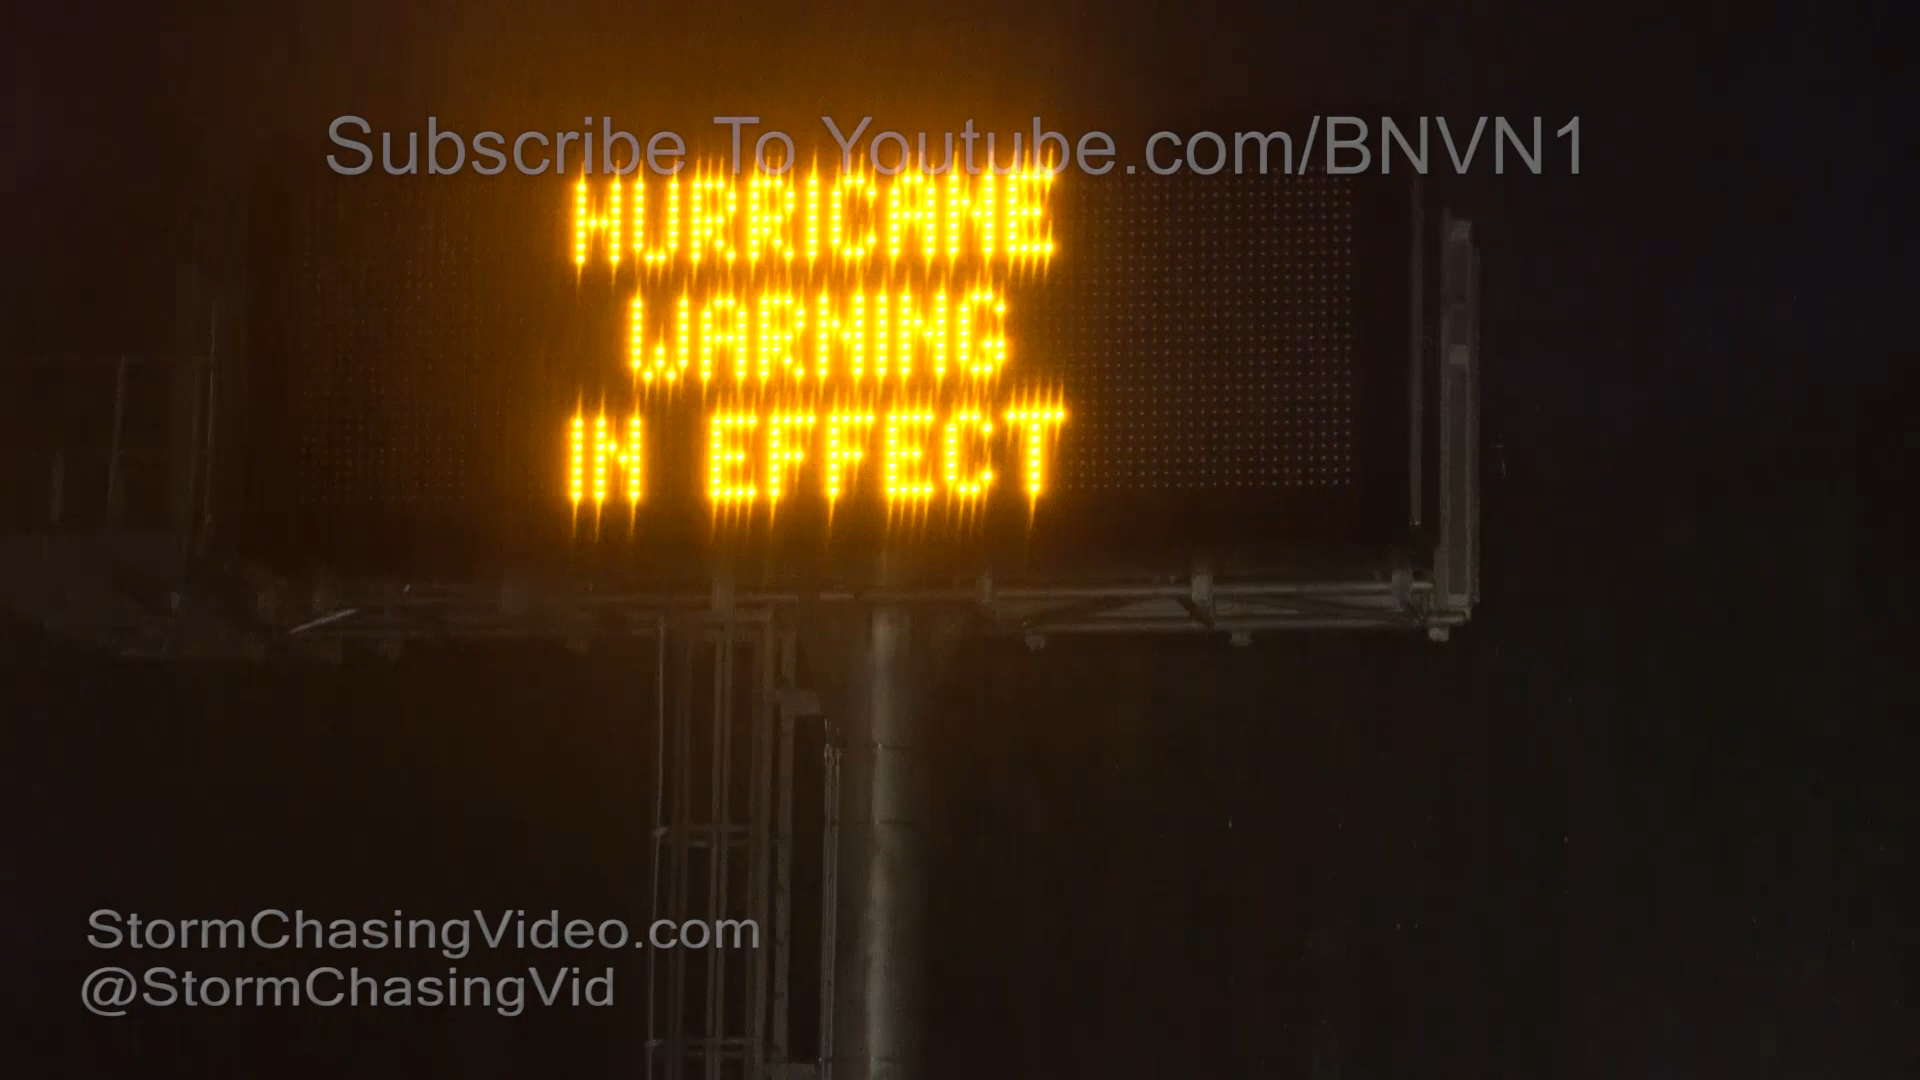 Subscribe To Youtube.com/BNVN1
HURRICANE
WARNING
IN EFFECT
StormChasingVideo.com
@StormChasingVid